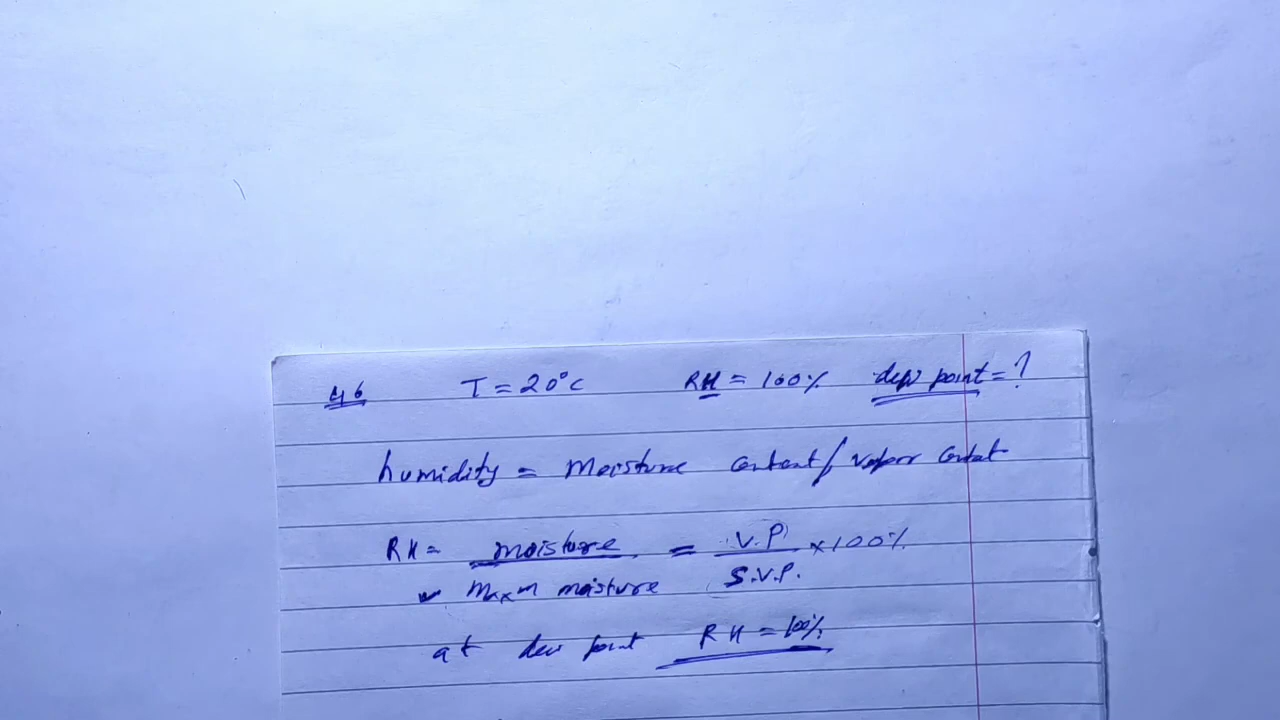 46 T = 20°C RH = 100% dew point = ?
humidity = Moisture content / vapor content
RH = moisture / Maxm moisture = V.P / S.V.P. × 100%
at dew point RH = 100%